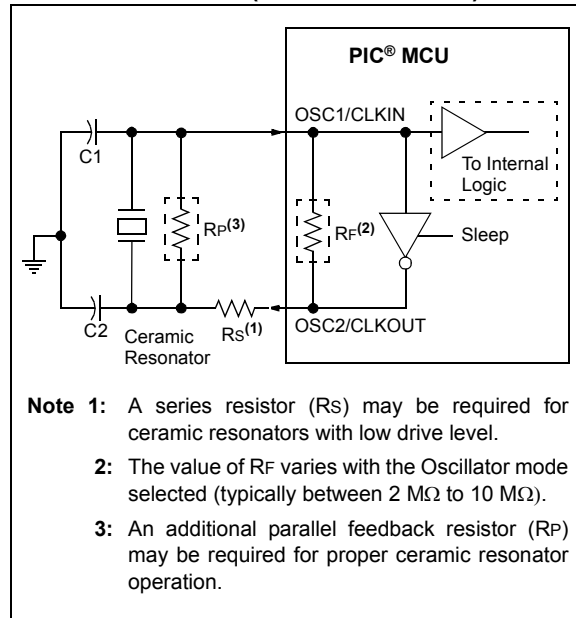 PIC® MCU
OSC1/CLKIN
C1
To Internal
Logic
RP(3)
RF(2)
Sleep
OSC2/CLKOUT
C2
Ceramic
Resonator
RS(1)
Note 1: A series resistor (RS) may be required for
ceramic resonators with low drive level.
2: The value of RF varies with the Oscillator mode
selected (typically between 2 MΩ to 10 MΩ).
3: An additional parallel feedback resistor (RP)
may be required for proper ceramic resonator
operation.